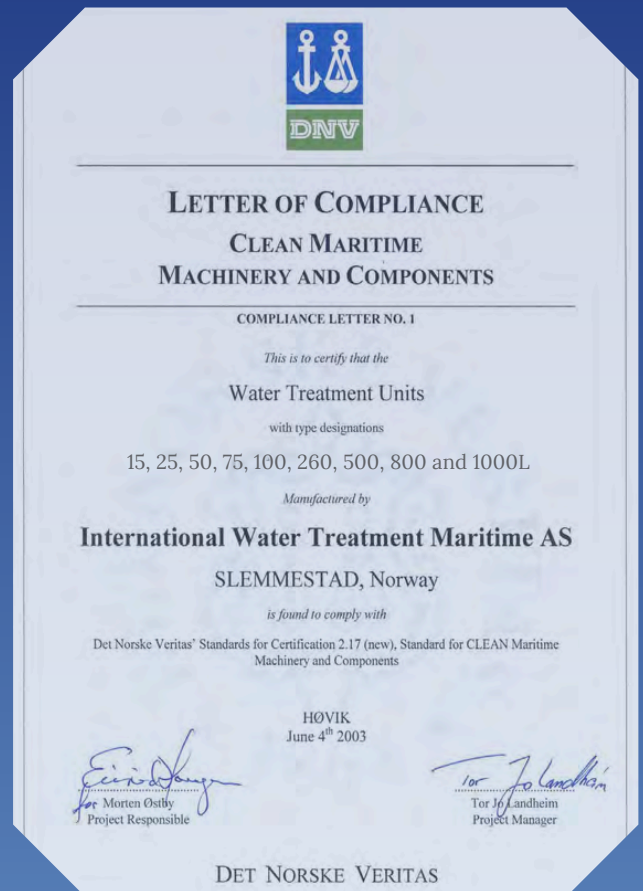 DNV
LETTER OF COMPLIANCE
CLEAN MARITIME
MACHINERY AND COMPONENTS
COMPLIANCE LETTER NO. 1
This is to certify that the
Water Treatment Units
with type designations
15, 25, 50, 75, 100, 260, 500, 800 and 1000L
Manufactured by
International Water Treatment Maritime AS
SLEMMESTAD, Norway
is found to comply with
Det Norske Veritas' Standards for Certification 2.17 (new), Standard for CLEAN Maritime
Machinery and Components
HØVIK
June 4th 2003
for Morten Østby
Project Responsible
Tor Jo Landheim
Tor Jo Landheim
Project Manager
DET NORSKE VERITAS